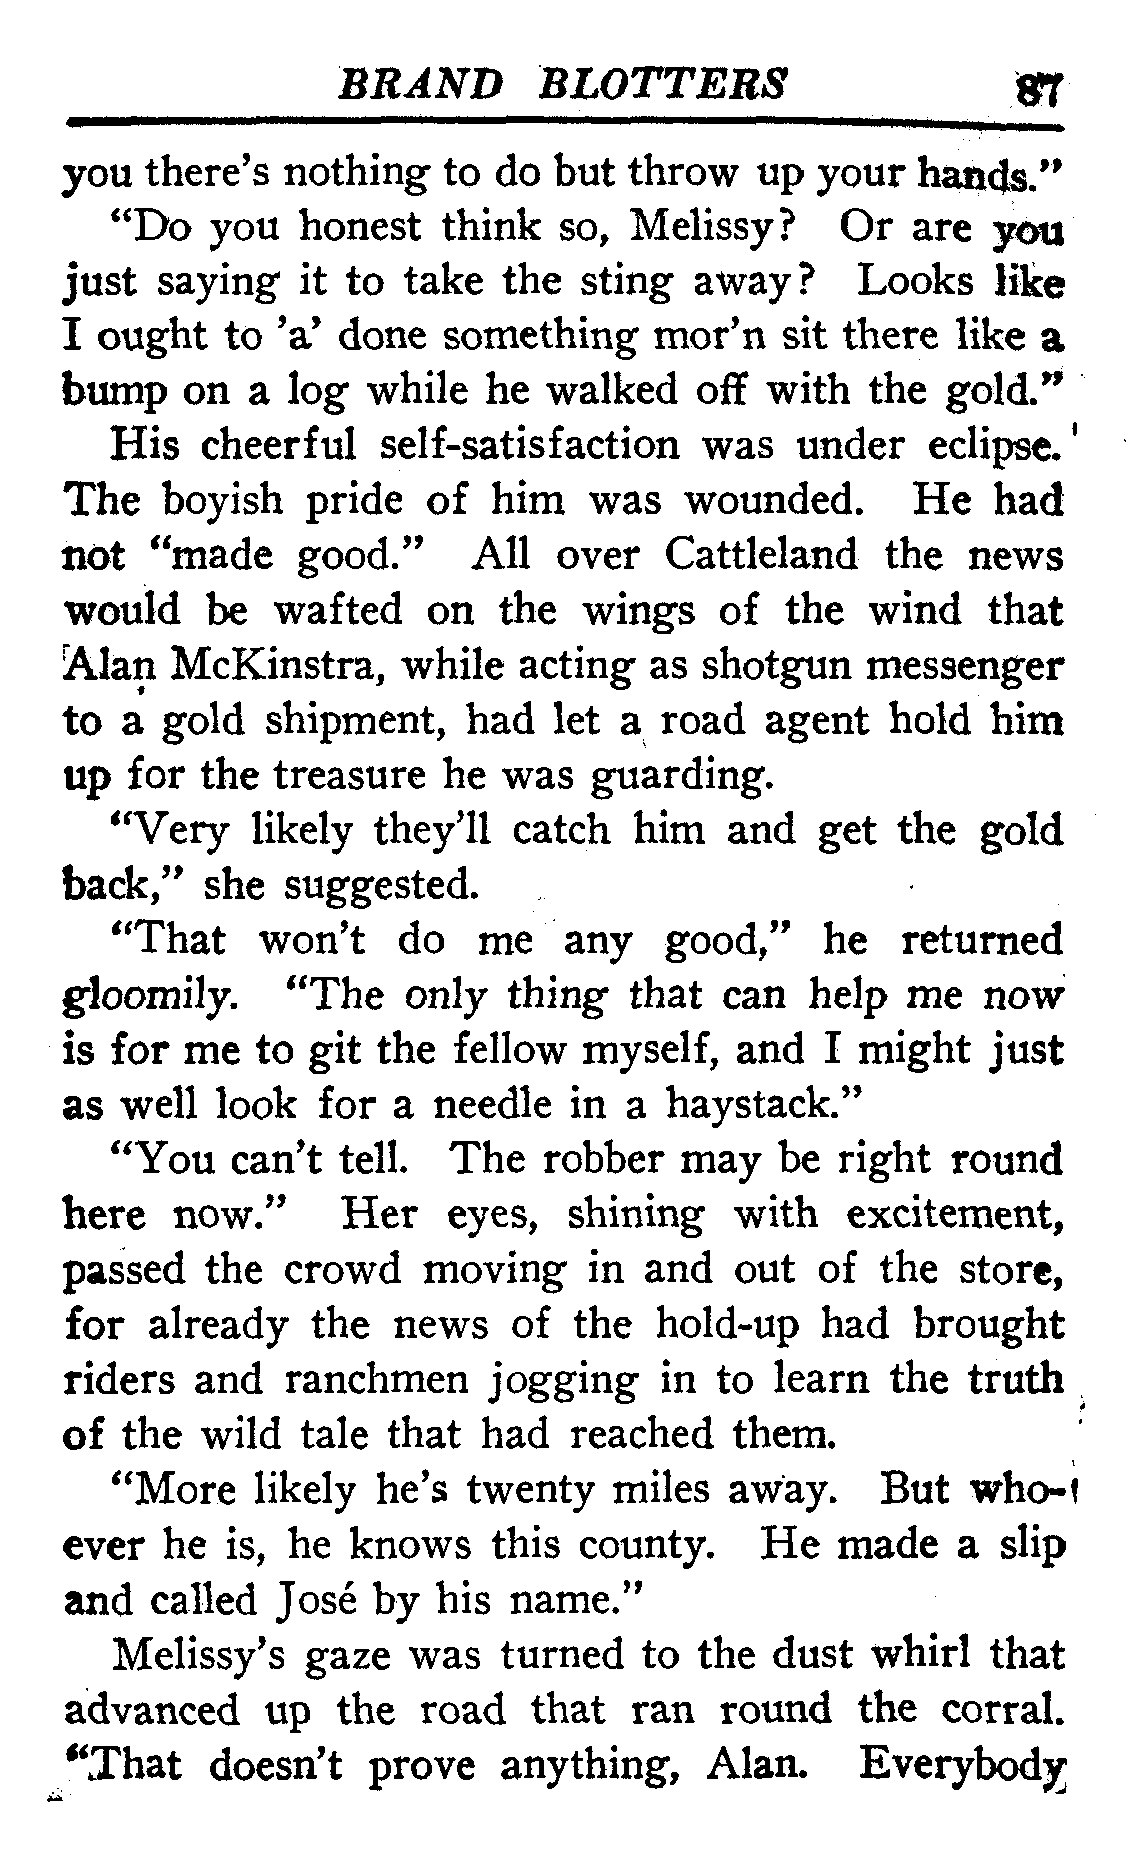 BRAND BLOTTERS 87
you there's nothing to do but throw up your hands."
"Do you honest think so, Melissy? Or are you
just saying it to take the sting away? Looks like
I ought to 'a' done something mor'n sit there like a
bump on a log while he walked off with the gold."
His cheerful self-satisfaction was under eclipse.
The boyish pride of him was wounded. He had
not "made good." All over Cattleland the news
would be wafted on the wings of the wind that
Alan McKinstra, while acting as shotgun messenger
to a gold shipment, had let a road agent hold him
up for the treasure he was guarding.
"Very likely they'll catch him and get the gold
back," she suggested.
"That won't do me any good," he returned
gloomily. "The only thing that can help me now
is for me to git the fellow myself, and I might just
as well look for a needle in a haystack."
"You can't tell. The robber may be right round
here now." Her eyes, shining with excitement,
passed the crowd moving in and out of the store,
for already the news of the hold-up had brought
riders and ranchmen jogging in to learn the truth
of the wild tale that had reached them.
"More likely he's twenty miles away. But who-
ever he is, he knows this county. He made a slip
and called José by his name."
Melissy's gaze was turned to the dust whirl that
advanced up the road that ran round the corral.
"That doesn't prove anything, Alan. Everybody